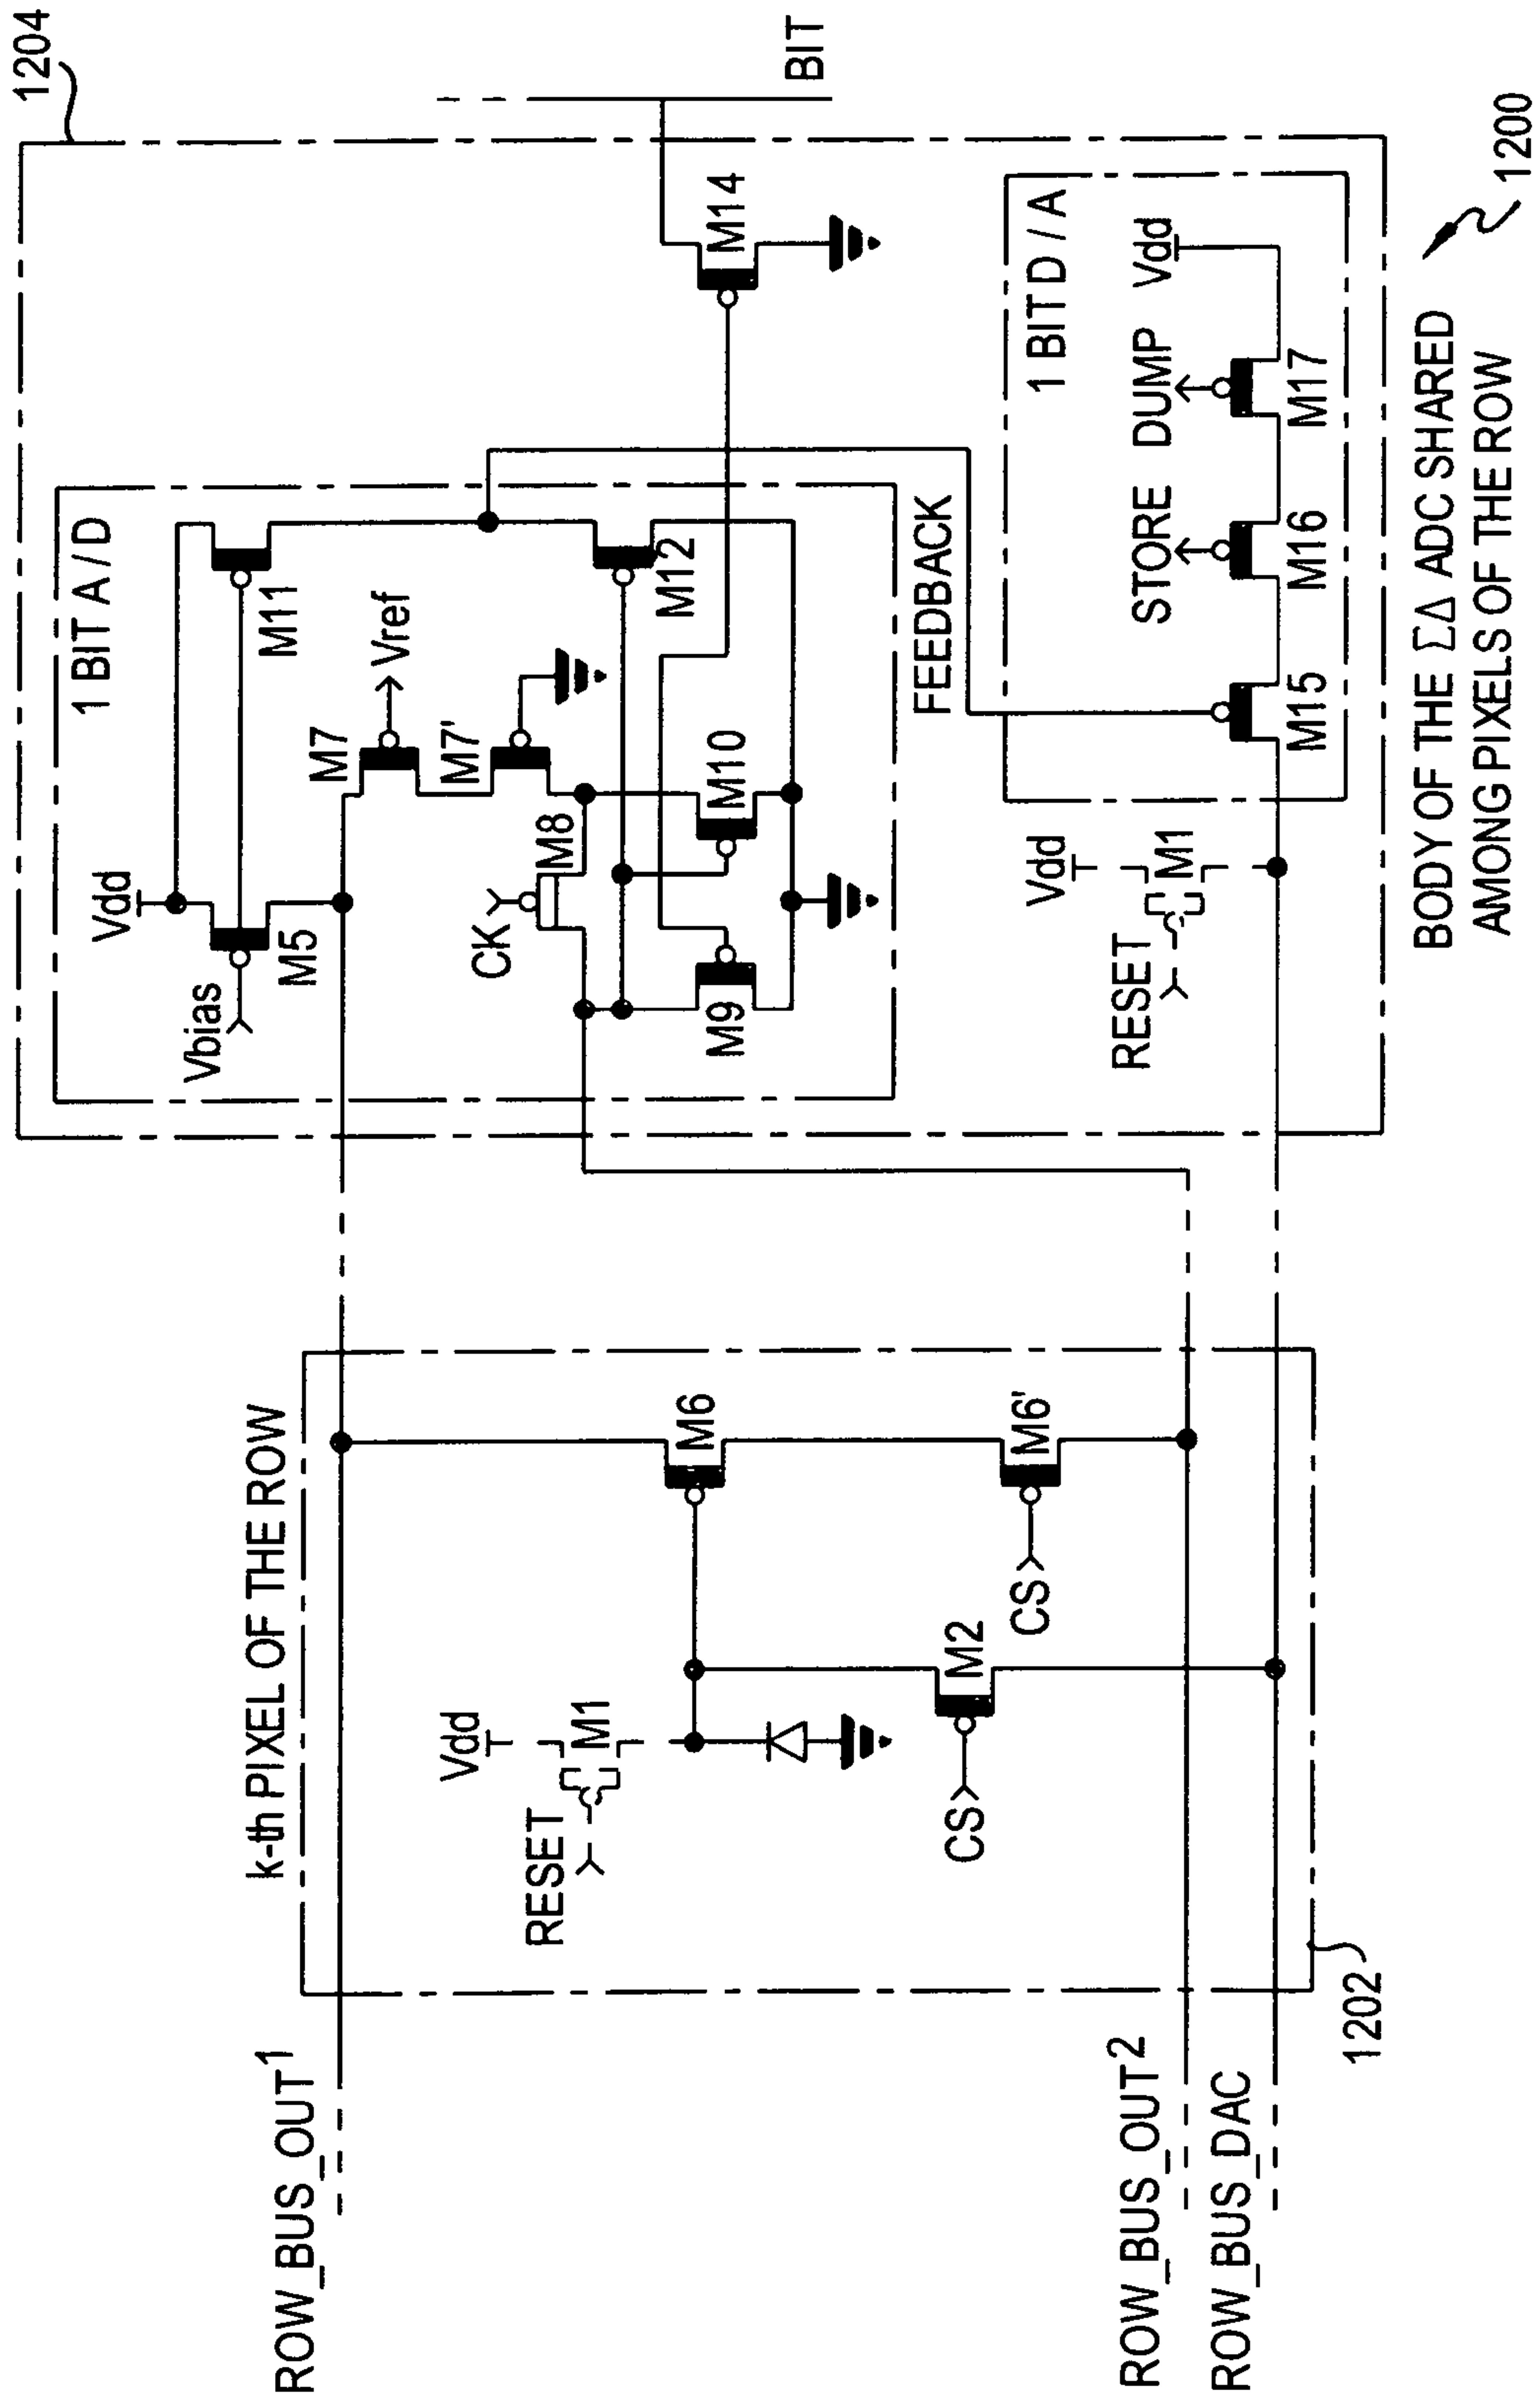 1204
BIT
1 BIT A / D
Vdd
Vbias
M5
M11
M7
Vref
M7'
M8
CK
M9
M10
M12
M14
FEEDBACK
1 BIT D / A
STORE
DUMP
Vdd
M15
M16
M17
Vdd
M1
RESET
BODY OF THE ΣΔ ADC SHARED
AMONG PIXELS OF THE ROW
1200
k-th PIXEL OF THE ROW
Vdd
M1
RESET
M6
M2
CS
M6'
CS
1202
ROW_BUS_OUT1
ROW_BUS_OUT2
ROW_BUS_DAC